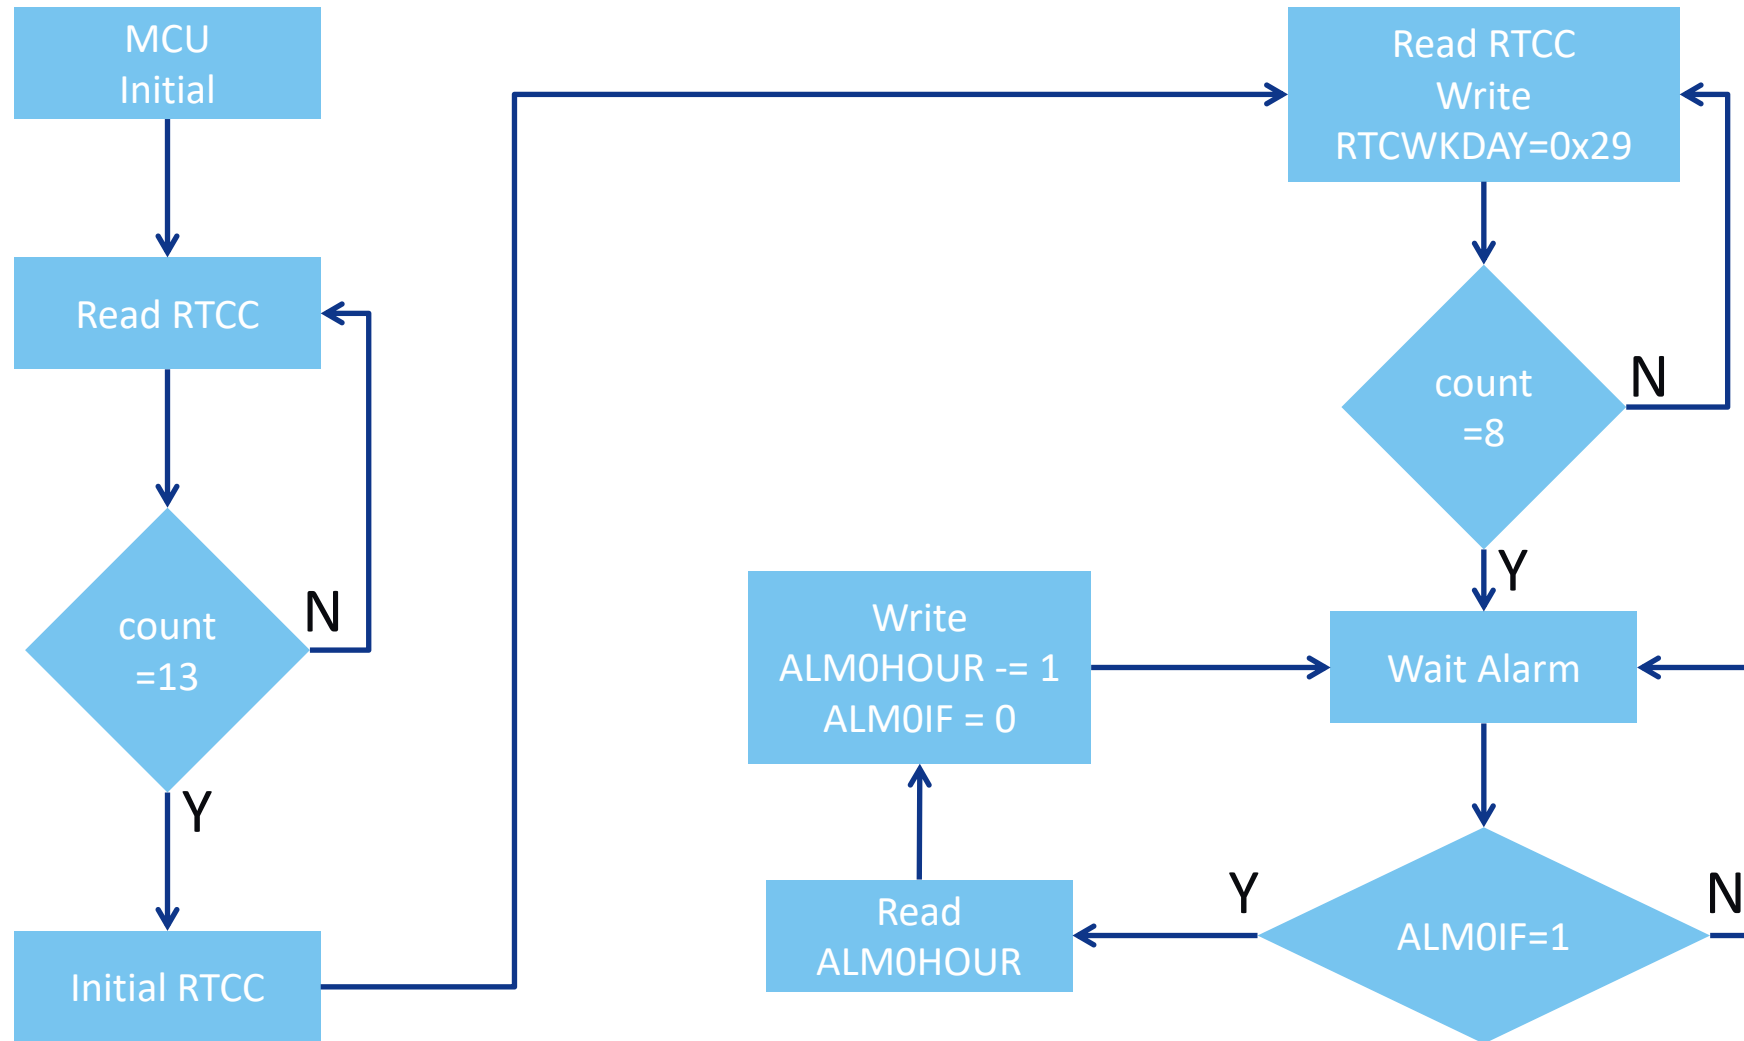 MCU
Initial
Read RTCC
count
=13
N
Y
Initial RTCC
Read RTCC
Write
RTCWKDAY=0x29
count
=8
N
Y
Wait Alarm
ALM0IF=1
Y
N
Read
ALM0HOUR
Write
ALM0HOUR -= 1
ALM0IF = 0